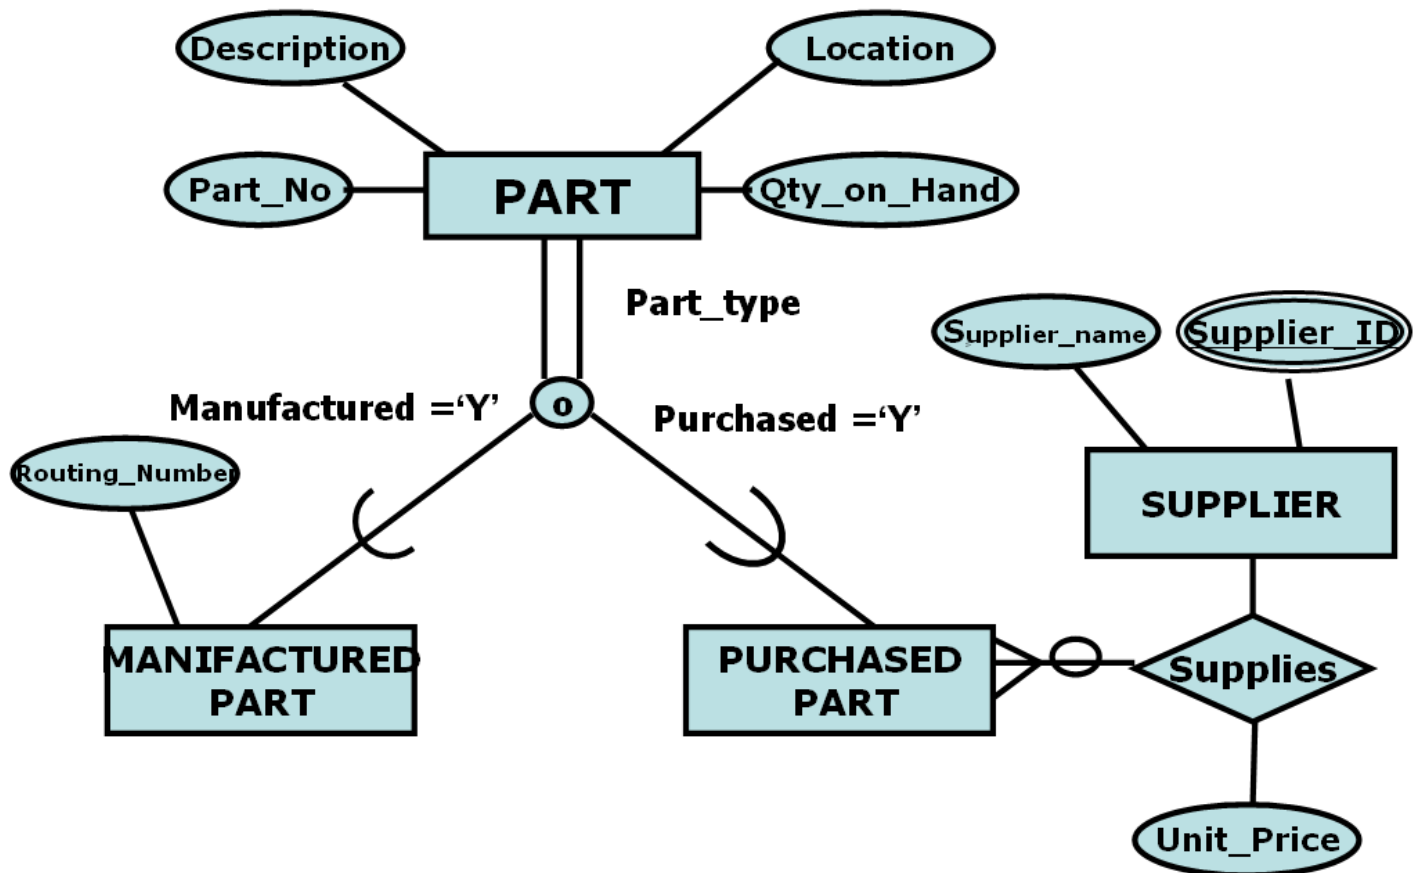 Description
Location
Part_No
PART
Qty_on_Hand
Part_type
Supplier_name
Supplier_ID
Manufactured =‘Y’
o
Purchased =‘Y’
Routing_Number
SUPPLIER
MANIFACTURED
PART
PURCHASED
PART
Supplies
Unit_Price